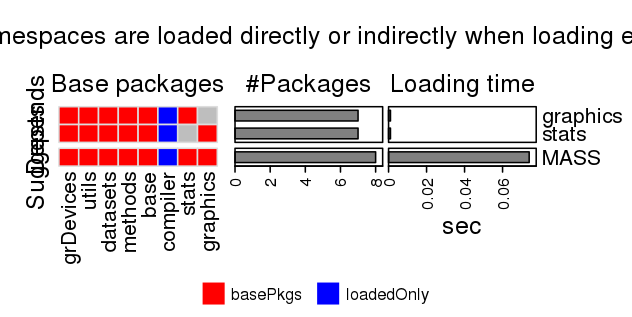 mespaces are loaded directly or indirectly when loading e
Base packages #Packages Loading time
Depends
Suggests
graphics
stats
MASS
0 2 4 6 8 0 0.02 0.04 0.06
grDevices utils datasets methods base compiler stats graphics
sec
basePkgs loadedOnly